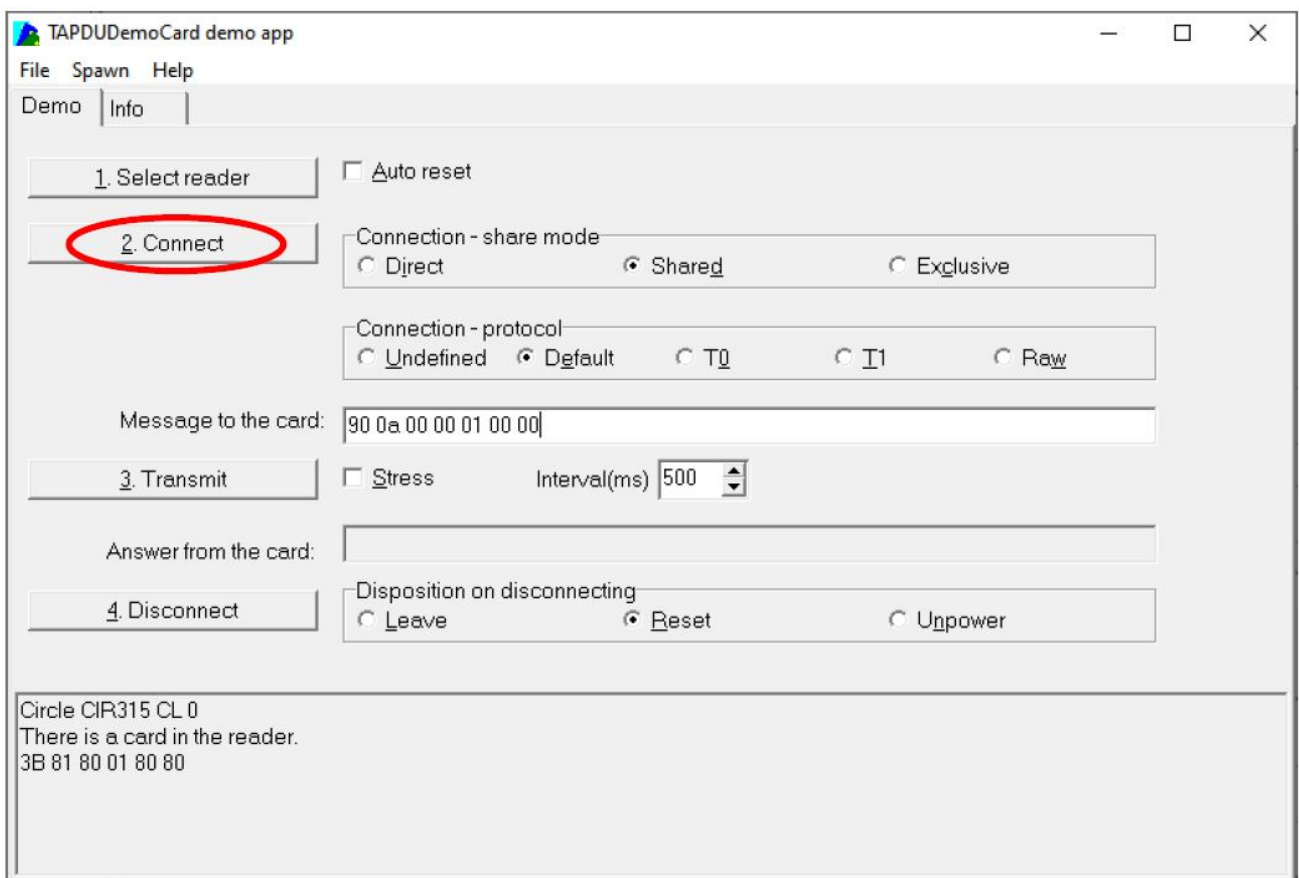 TAPDUDemoCard demo app
File Spawn Help
Demo Info
1. Select reader Auto reset
2. Connect
Connection - share mode
Direct Shared Exclusive
Connection - protocol
Undefined Default T0 T1 Raw
Message to the card: 90 0a 00 00 01 00 00
3. Transmit Stress Interval(ms) 500
Answer from the card:
4. Disconnect
Disposition on disconnecting
Leave Reset Unpower
Circle CIR315 CL 0
There is a card in the reader.
3B 81 80 01 80 80